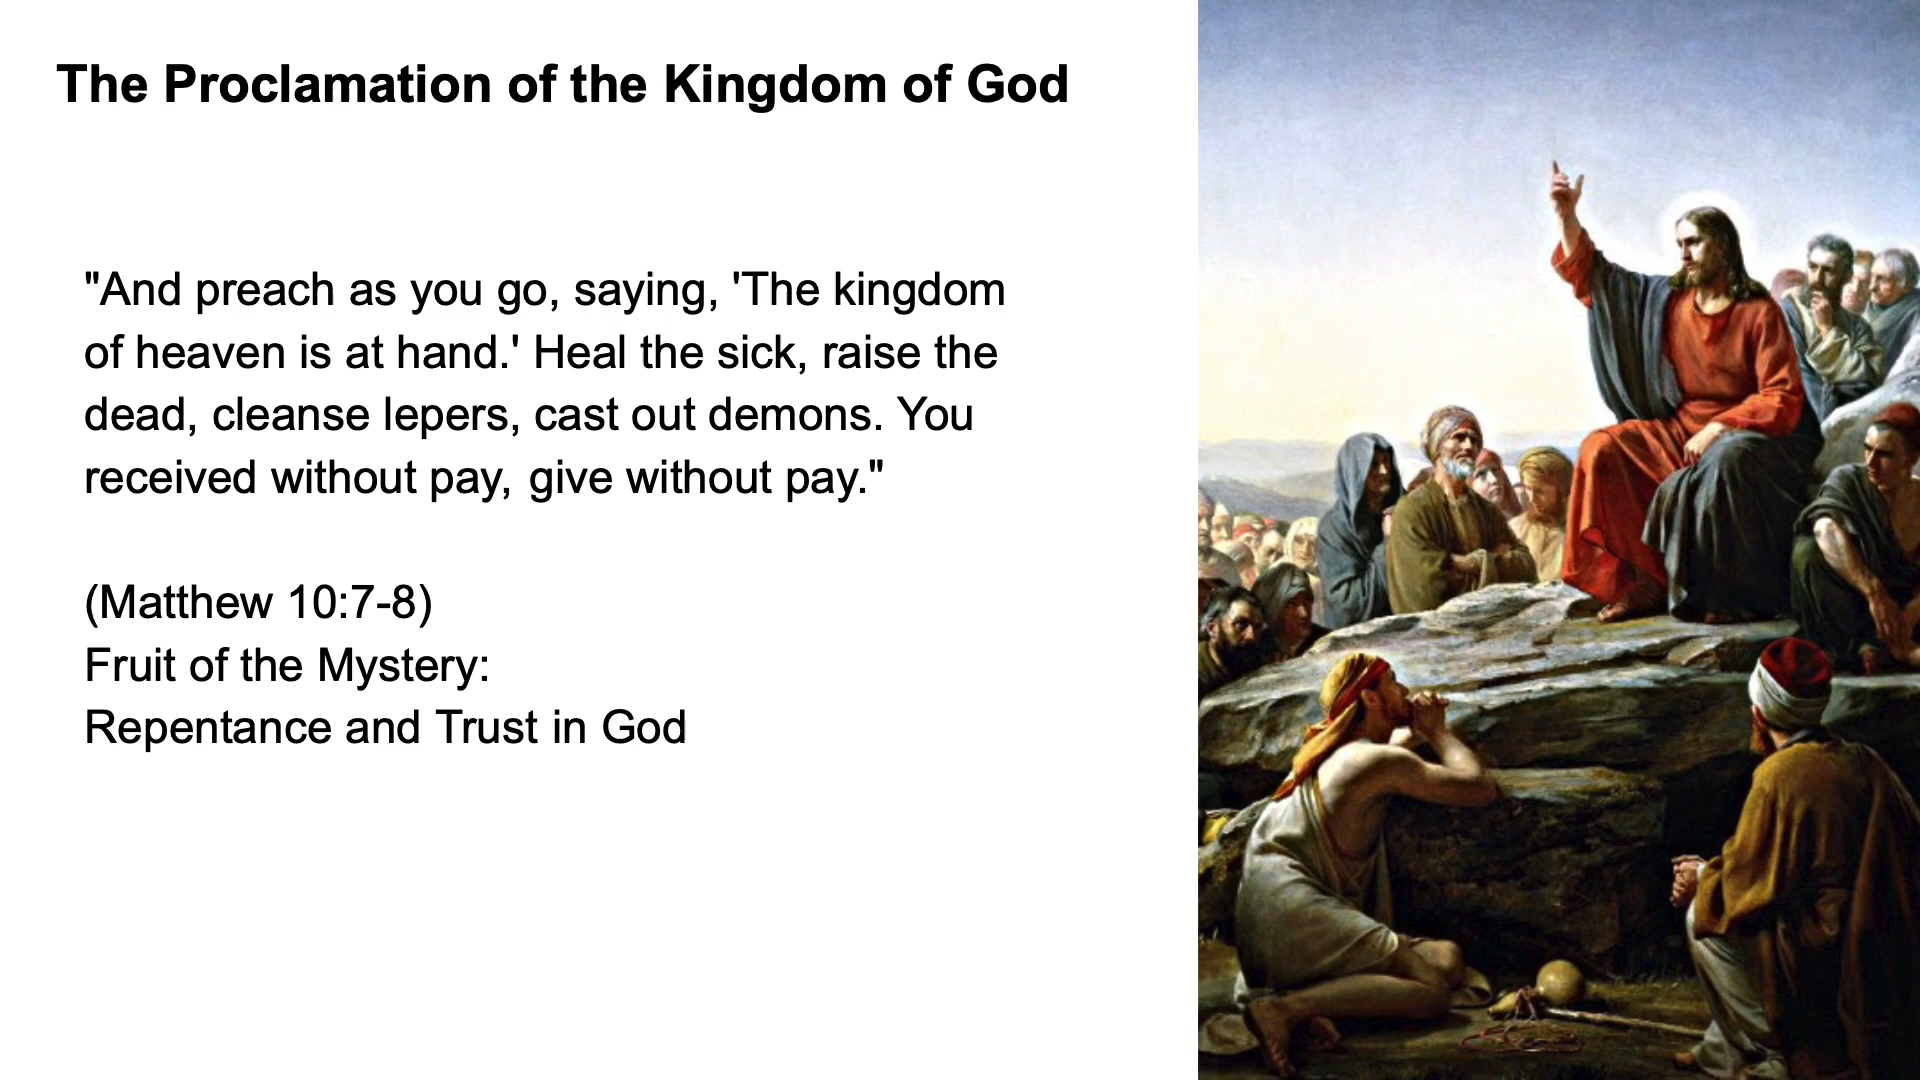 The Proclamation of the Kingdom of God
"And preach as you go, saying, 'The kingdom
of heaven is at hand.' Heal the sick, raise the
dead, cleanse lepers, cast out demons. You
received without pay, give without pay."
(Matthew 10:7-8)
Fruit of the Mystery:
Repentance and Trust in God